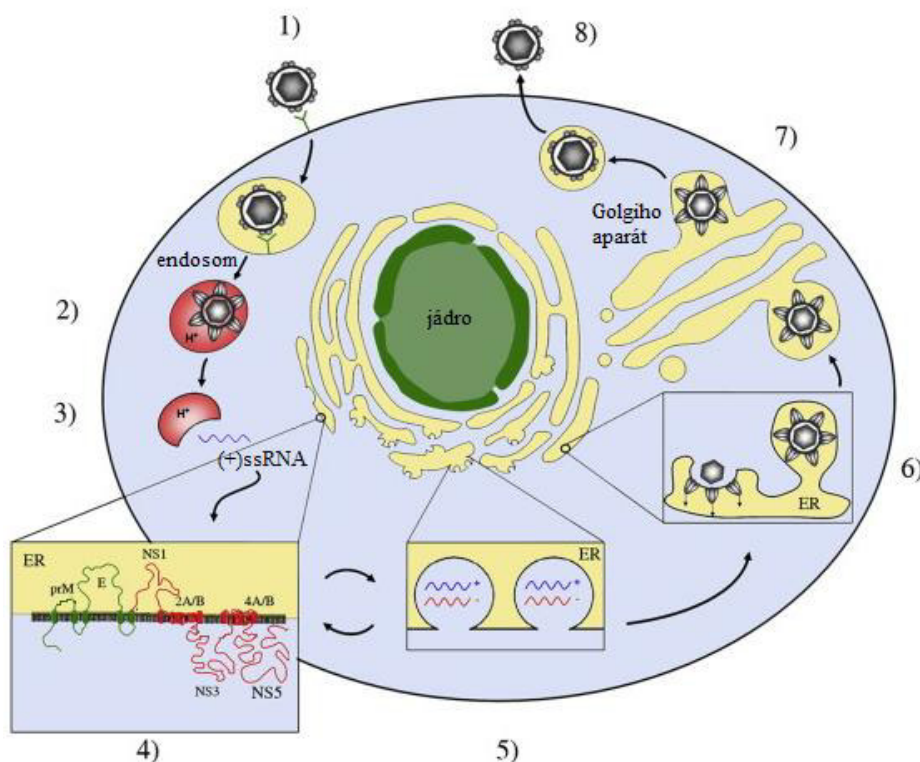 1)
8)
7)
Golgiho
aparát
endosom
2)
H⁺
jádro
3)
H⁺
(+)ssRNA
6)
ER
ER
prM
E
NS1
2A/B
4A/B
NS3
NS5
4)
ER
+
-
+
-
5)